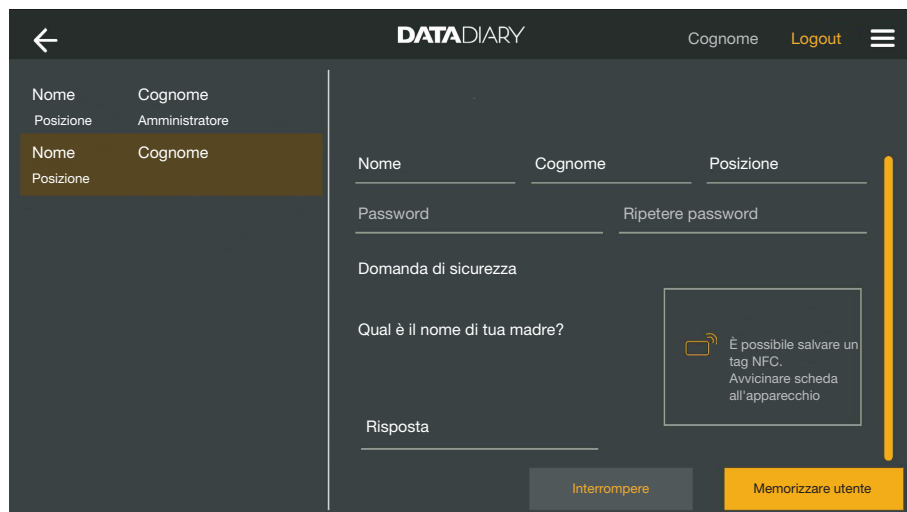 DATADIARY
Cognome Logout
Nome Cognome
Posizione Amministratore
Nome Cognome
Posizione
Nome Cognome Posizione
Password Ripetere password
Domanda di sicurezza
Qual è il nome di tua madre?
È possibile salvare un
tag NFC.
Avvicinare scheda
all'apparecchio
Risposta
Interrompere Memorizzare utente